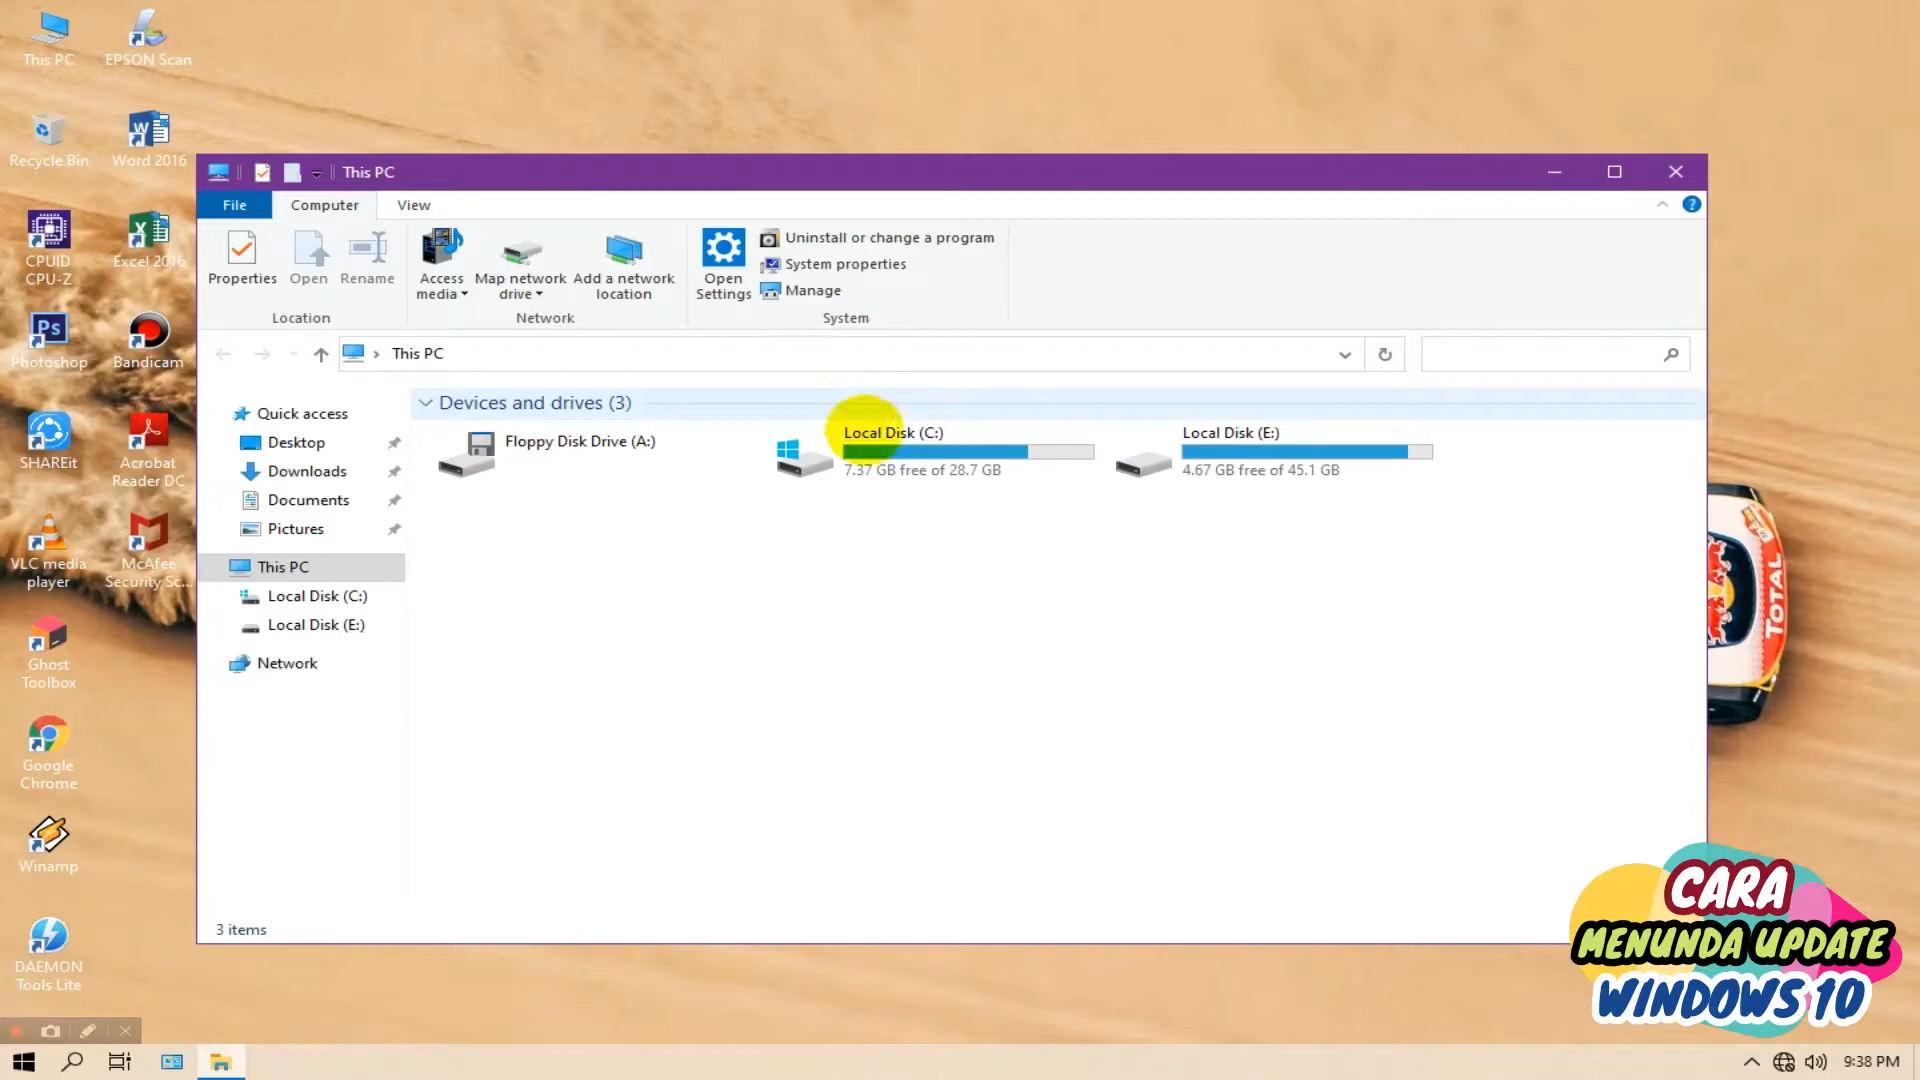 This PC
EPSON Scan
Recycle Bin
Word 2016
CPUID
CPU-Z
Excel 2016
Ps
Photoshop
Bandicam
SHAREit
Acrobat
Reader DC
VLC media
player
McAfee
Security Sc...
Ghost
Toolbox
Google
Chrome
Winamp
DAEMON
Tools Lite
This PC
File
Computer
View
Properties
Open
Rename
Location
Access
media
Map network
drive
Add a network
location
Network
Open
Settings
Uninstall or change a program
System properties
Manage
System
This PC
Quick access
Desktop
Downloads
Documents
Pictures
This PC
Local Disk (C:)
Local Disk (E:)
Network
Devices and drives (3)
Floppy Disk Drive (A:)
Local Disk (C:)
7.37 GB free of 28.7 GB
Local Disk (E:)
4.67 GB free of 45.1 GB
3 items
TOTAL
CARA
MENUNDA UPDATE
WINDOWS 10
9:38 PM